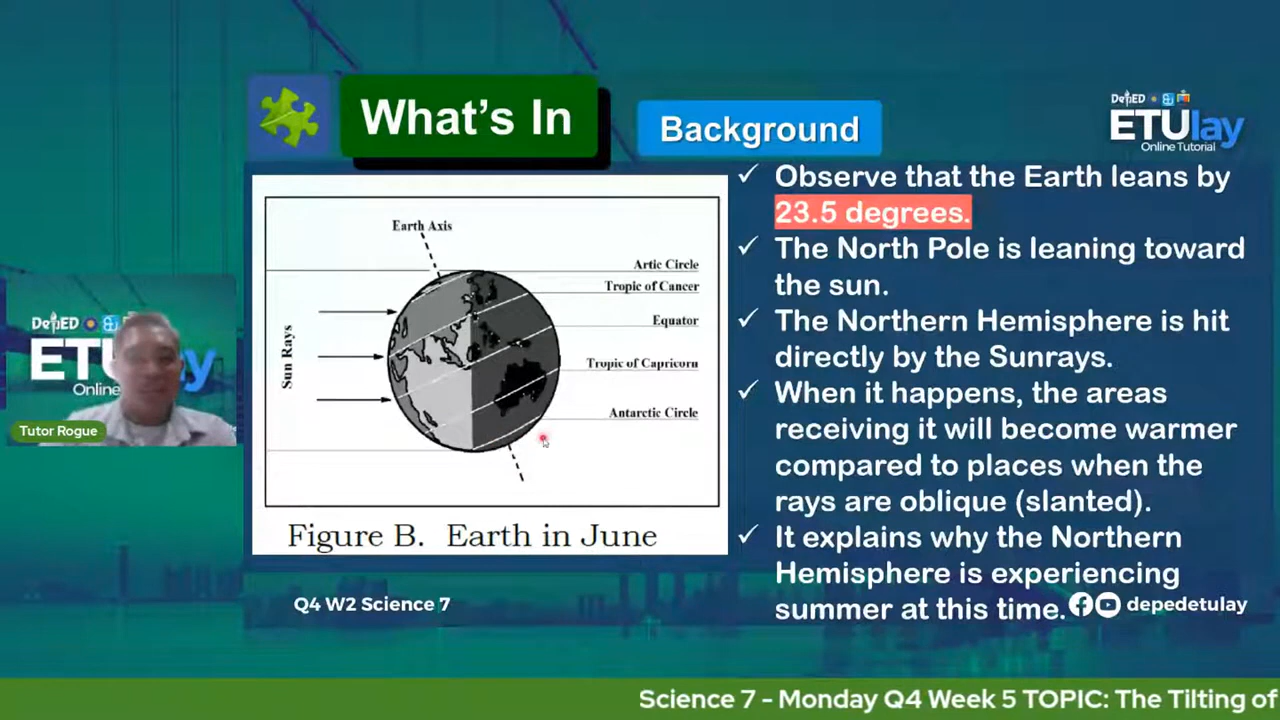 What's In
Background
DepED
ETUlay
Online Tutorial
Observe that the Earth leans by
23.5 degrees.
The North Pole is leaning toward
the sun.
The Northern Hemisphere is hit
directly by the Sunrays.
When it happens, the areas
receiving it will become warmer
compared to places when the
rays are oblique (slanted).
It explains why the Northern
Hemisphere is experiencing
summer at this time.
Earth Axis
Artic Circle
Tropic of Cancer
Equator
Tropic of Capricorn
Antarctic Circle
Sun Rays
Figure B. Earth in June
DepED
ET lay
Online
Tutor Rogue
Q4 W2 Science 7
depedetulay
Science 7 - Monday Q4 Week 5 TOPIC: The Tilting of